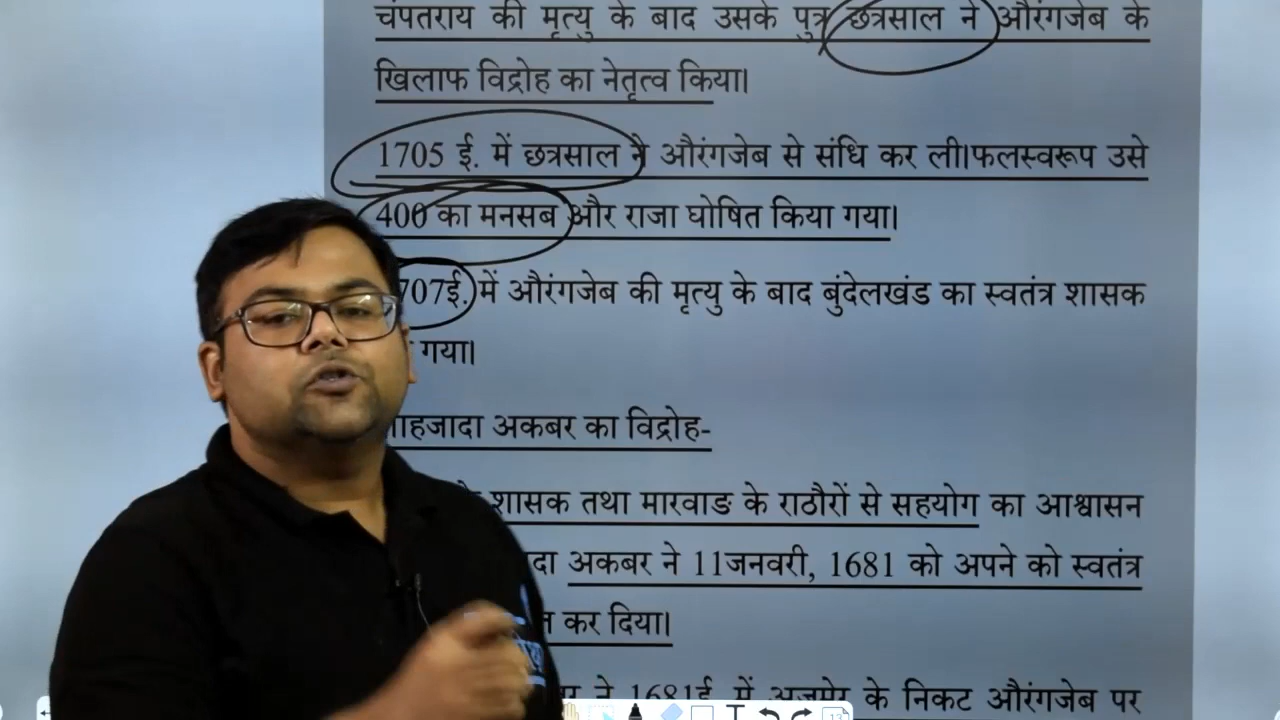 चंपतराय की मृत्यु के बाद उसके पुत्र छत्रसाल ने औरंगजेब के
खिलाफ विद्रोह का नेतृत्व किया।
1705 ई. में छत्रसाल ने औरंगजेब से संधि कर ली।फलस्वरूप उसे
400 का मनसब और राजा घोषित किया गया।
707ई. में औरंगजेब की मृत्यु के बाद बुंदेलखंड का स्वतंत्र शासक
गया।
अकबर का विद्रोह-
शासक तथा मारवाङ के राठौरों से सहयोग का आश्वासन
अकबर ने 11जनवरी, 1681 को अपने को स्वतंत्र
कर दिया।
ने 1681ई. में अजमेर के निकट औरंगजेब पर